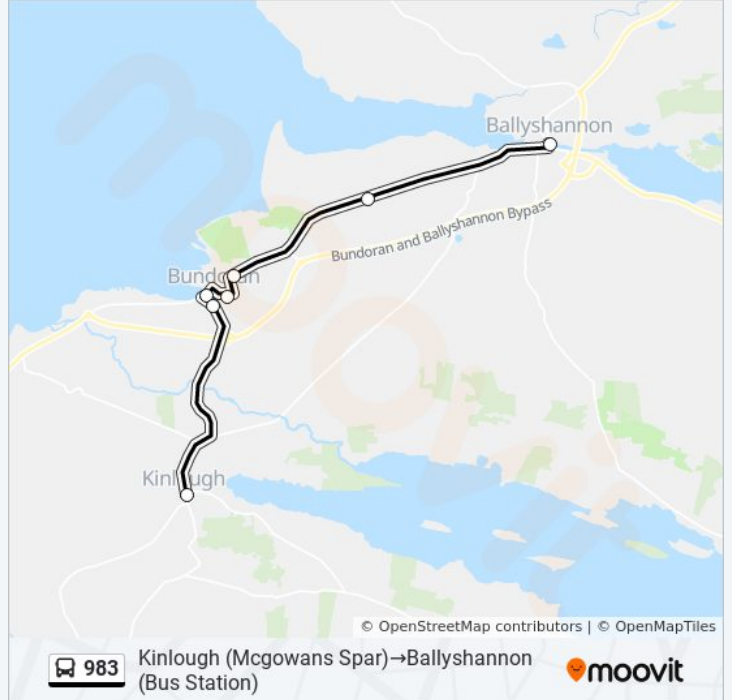 Ballyshannon
Bundoran and Ballyshannon Bypass
Bundoran
Kinlough
© OpenStreetMap contributors | © OpenMapTiles
983
Kinlough (Mcgowans Spar)→Ballyshannon
(Bus Station)
moovit